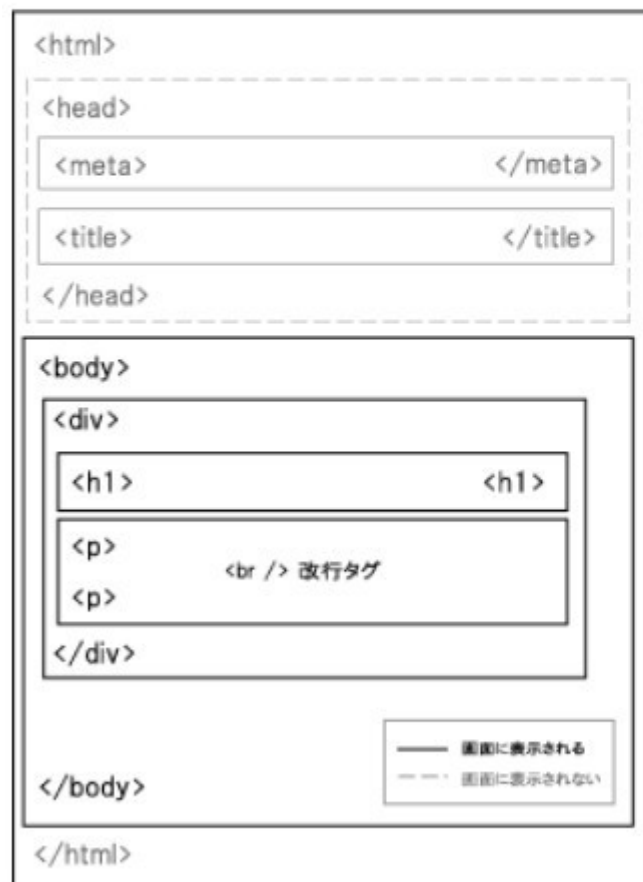 <html>
<head>
<meta> </meta>
<title> </title>
</head>
<body>
<div>
<h1> <h1>
<p>
<br /> 改行タグ
<p>
</div>
画面に表示される
画面に表示されない
</body>
</html>